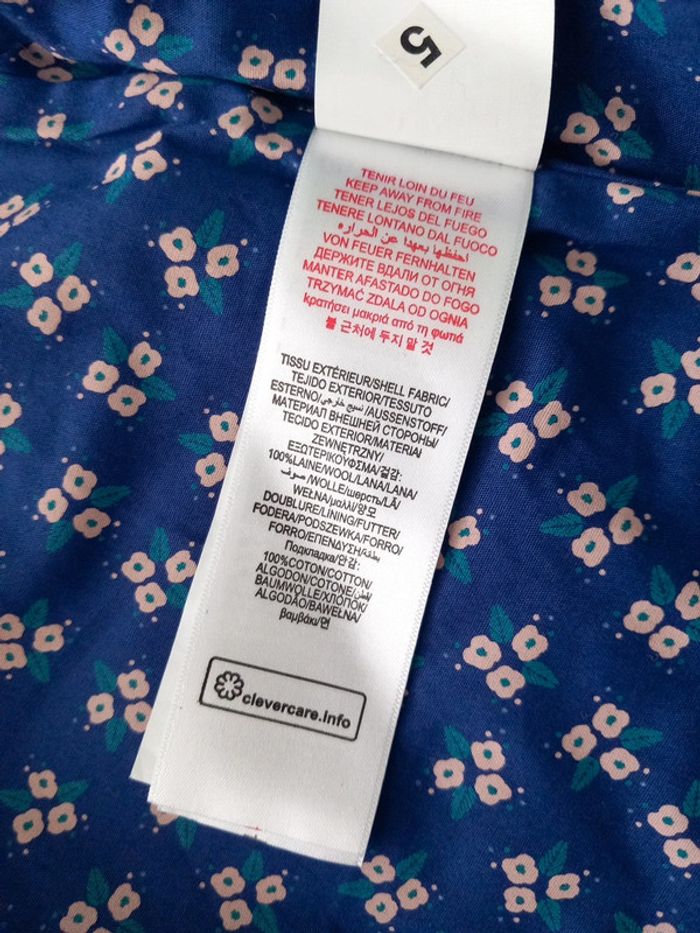 5
TENIR LOIN DU FEU
KEEP AWAY FROM FIRE
TENER LEJOS DEL FUEGO
TENERE LONTANO DAL FUOCO
احفظها بعهدا عن الحراره
VON FEUER FERNHALTEN
ДЕРЖИТЕ ВДАЛИ ОТ ОГНЯ
MANTER AFASTADO DO FOGO
TRZYMAĆ ZDALA OD OGNIA
κρατήσει μακριά από τη φωτιά
불 근처에 두지 말 것
TISSU EXTÉRIEUR/SHELL FABRIC/
TEJIDO EXTERIOR/TESSUTO
ESTERNO/نسيج خارجي/AUSSENSTOFF/
МАТЕРИАЛ ВНЕШНЕЙ СТОРОНЫ/
TECIDO EXTERIOR/MATERIAŁ
ZEWNĘTRZNY/
ΕΞΩΤΕΡΙΚΟΥΦΣΜΑ/겉감:
100%LAINE/WOOL/LANA/LANA/
صوف/WOLLE/шерсть/LÃ/
WEŁNA/μαλλί/양모
DOUBLURE/LINING/FUTTER/
FODERA/PODSZEWKA/FORRO/
FORRO/ΕΠΕΝΔΥΣΗ/بطانة/
Подкладка/안감:
100%COTON/COTTON/
ALGODON/COTONE/قطن/
BAUMWOLLE/ХЛОПОК/
ALGODÃO/BAWEŁNA/
βαμβάκι/면
clevercare.info